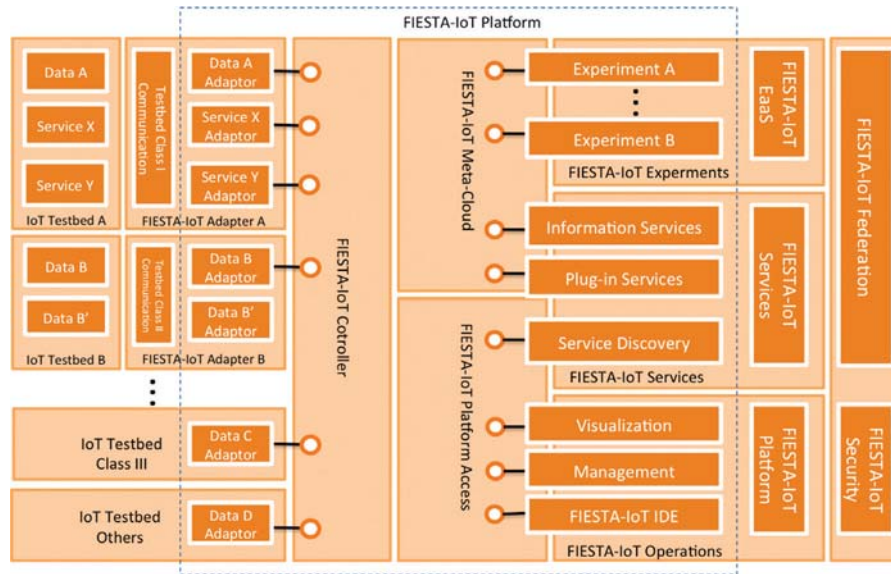 FIESTA-IoT Platform
Data A
Service X
Service Y
IoT Testbed A
Testbed Class I
Communication
Data A
Adaptor
Service X
Adaptor
Service Y
Adaptor
FIESTA-IoT Adapter A
Data B
Data B'
IoT Testbed B
Testbed Class II
Communication
Data B
Adaptor
Data B'
Adaptor
FIESTA-IoT Adapter B
IoT Testbed
Class III
Data C
Adaptor
IoT Testbed
Others
Data D
Adaptor
FIESTA-IoT Cotroller
FIESTA-IoT Meta-Cloud
FIESTA-IoT Platform Access
Experiment A
Experiment B
FIESTA-IoT Experments
FIESTA-IoT
EaaS
Information Services
Plug-in Services
Service Discovery
FIESTA-IoT Services
FIESTA-IoT
Services
Visualization
Management
FIESTA-IoT IDE
FIESTA-IoT Operations
FIESTA-IoT
Platform
FIESTA-IoT Federation
FIESTA-IoT
Security